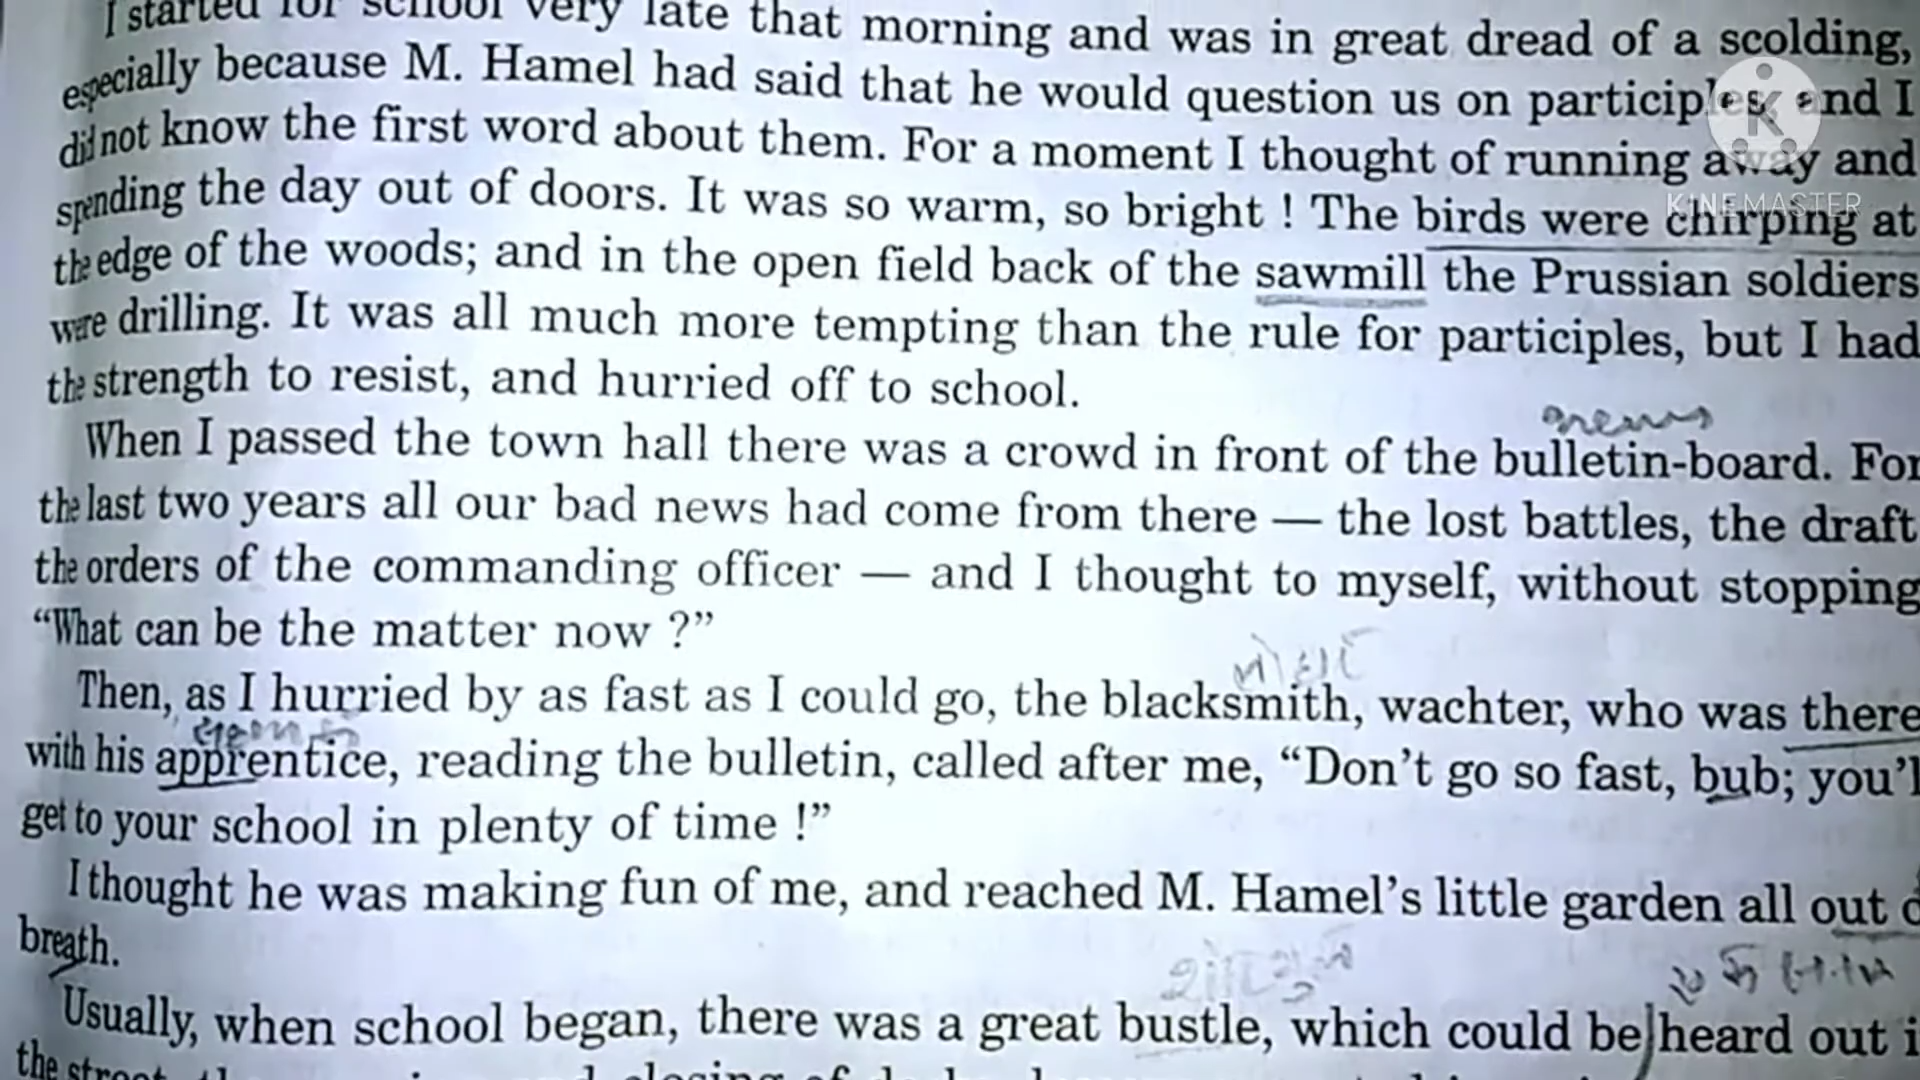 I started for school very late that morning and was in great dread of a scolding,
especially because M. Hamel had said that he would question us on participles, and I
did not know the first word about them. For a moment I thought of running away and
spending the day out of doors. It was so warm, so bright ! The birds were chirping at
the edge of the woods; and in the open field back of the sawmill the Prussian soldiers
were drilling. It was all much more tempting than the rule for participles, but I had
the strength to resist, and hurried off to school.
news
When I passed the town hall there was a crowd in front of the bulletin-board. For
the last two years all our bad news had come from there — the lost battles, the draft
the orders of the commanding officer — and I thought to myself, without stopping
“What can be the matter now ?”
Then, as I hurried by as fast as I could go, the blacksmith, wachter, who was there
with his apprentice, reading the bulletin, called after me, “Don’t go so fast, bub; you’l
get to your school in plenty of time !”
I thought he was making fun of me, and reached M. Hamel’s little garden all out
breath.
Usually, when school began, there was a great bustle, which could be heard out i
the street, closing of
K
KINEMASTER